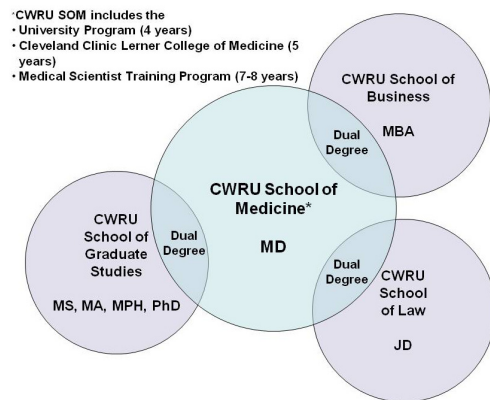 *CWRU SOM includes the
• University Program (4 years)
• Cleveland Clinic Lerner College of Medicine (5
years)
• Medical Scientist Training Program (7-8 years)
CWRU School of
Business
MBA
Dual
Degree
CWRU School of
Medicine*
MD
CWRU
School of
Graduate
Studies
MS, MA, MPH, PhD
Dual
Degree
Dual
Degree
CWRU
School
of Law
JD